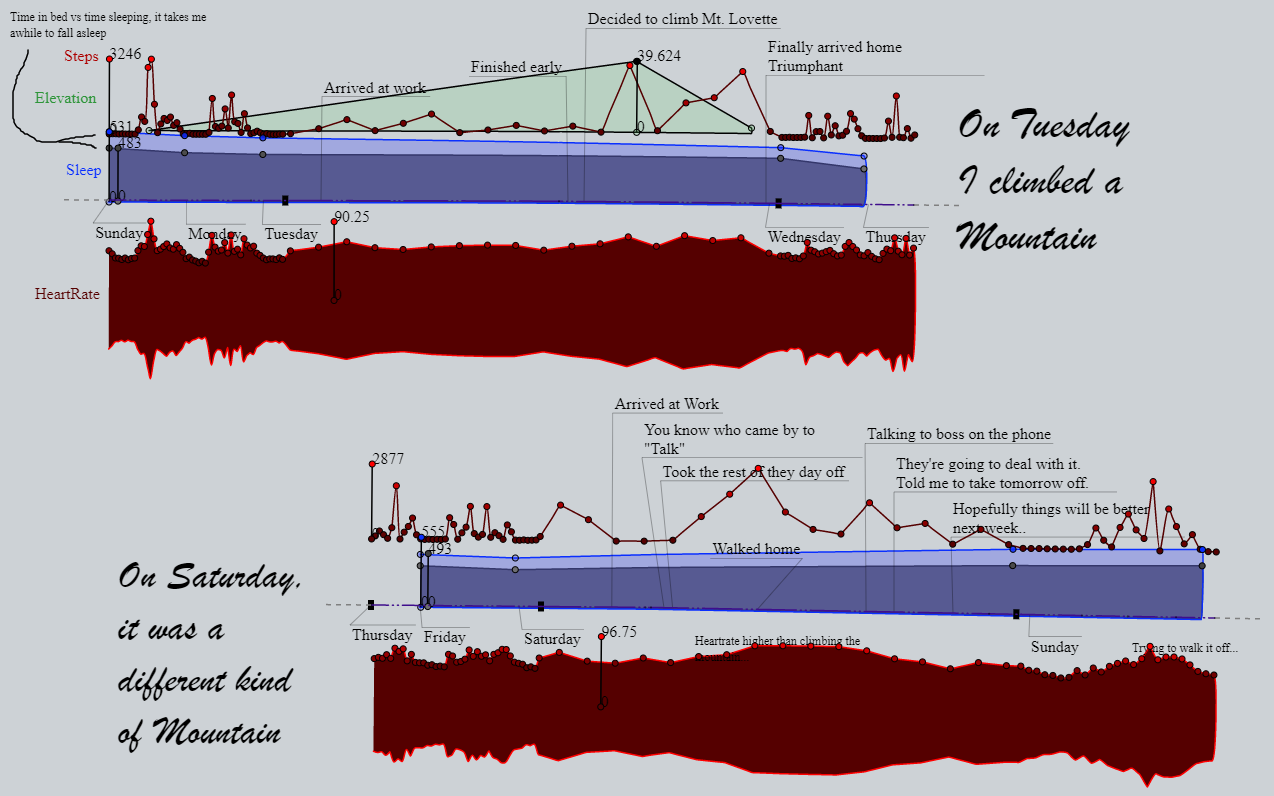 Time in bed vs time sleeping, it takes me
awhile to fall asleep
Decided to climb Mt. Lovette
Finally arrived home
Triumphant
Steps
3246
39.624
Finished early
Arrived at work
Elevation
531
0
483
Sleep
0
0
Sunday
Monday
Tuesday
Wednesday
Thursday
90.25
HeartRate
0
On Tuesday
I climbed a
Mountain
Arrived at Work
You know who came by to
"Talk"
Talking to boss on the phone
2877
Took the rest of they day off
They're going to deal with it.
Told me to take tomorrow off.
Hopefully things will be better
next week..
555
493
Walked home
0
0
Thursday
Friday
Saturday
Sunday
96.75
Heartrate higher than climbing the
Trying to walk it off...
0
On Saturday,
it was a
different kind
of Mountain